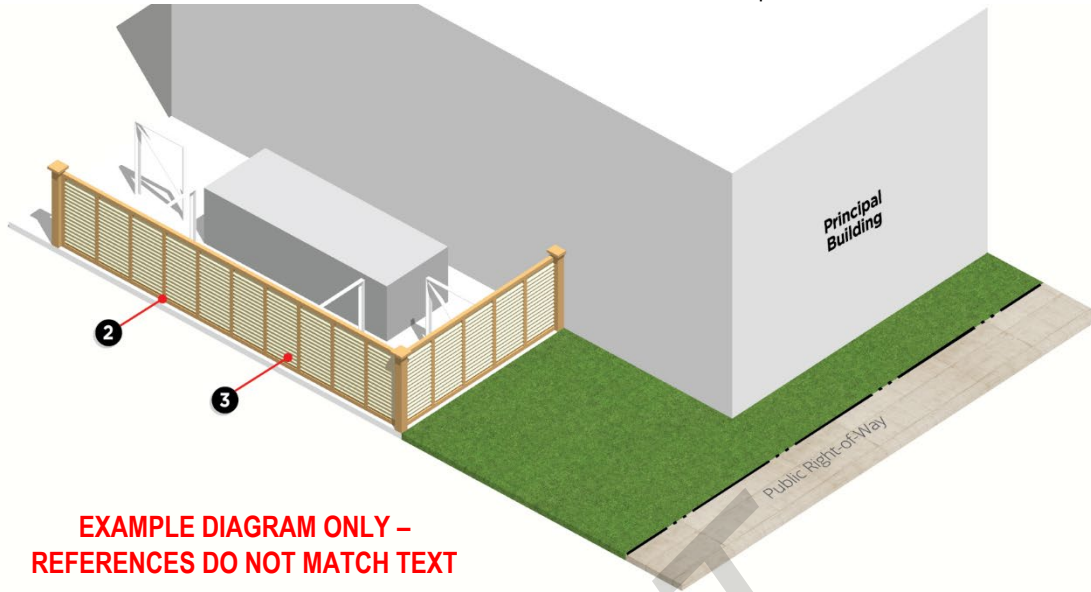 Principal
Building
2
3
Public Right-of-Way
EXAMPLE DIAGRAM ONLY –
REFERENCES DO NOT MATCH TEXT